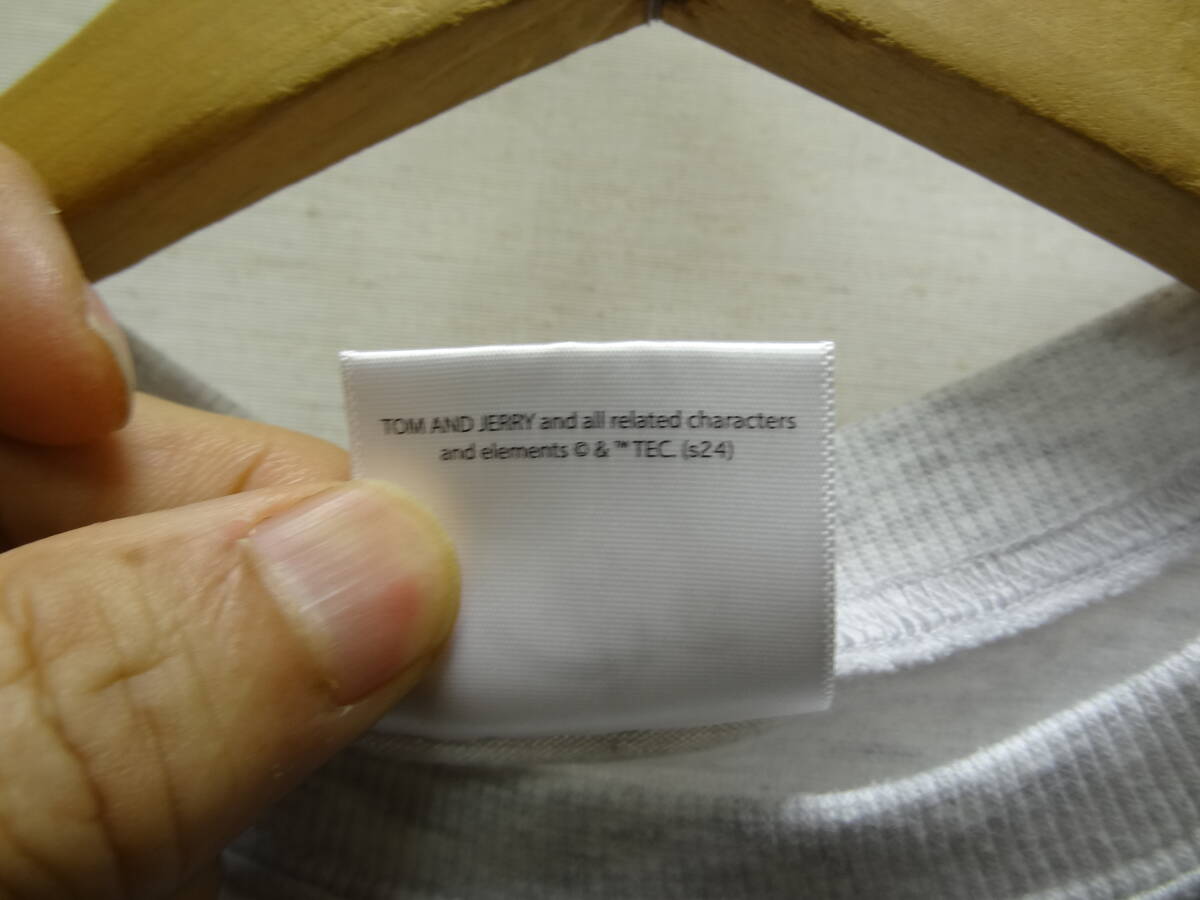 TOM AND JERRY and all related characters
and elements © & ™ TEC. (s24)